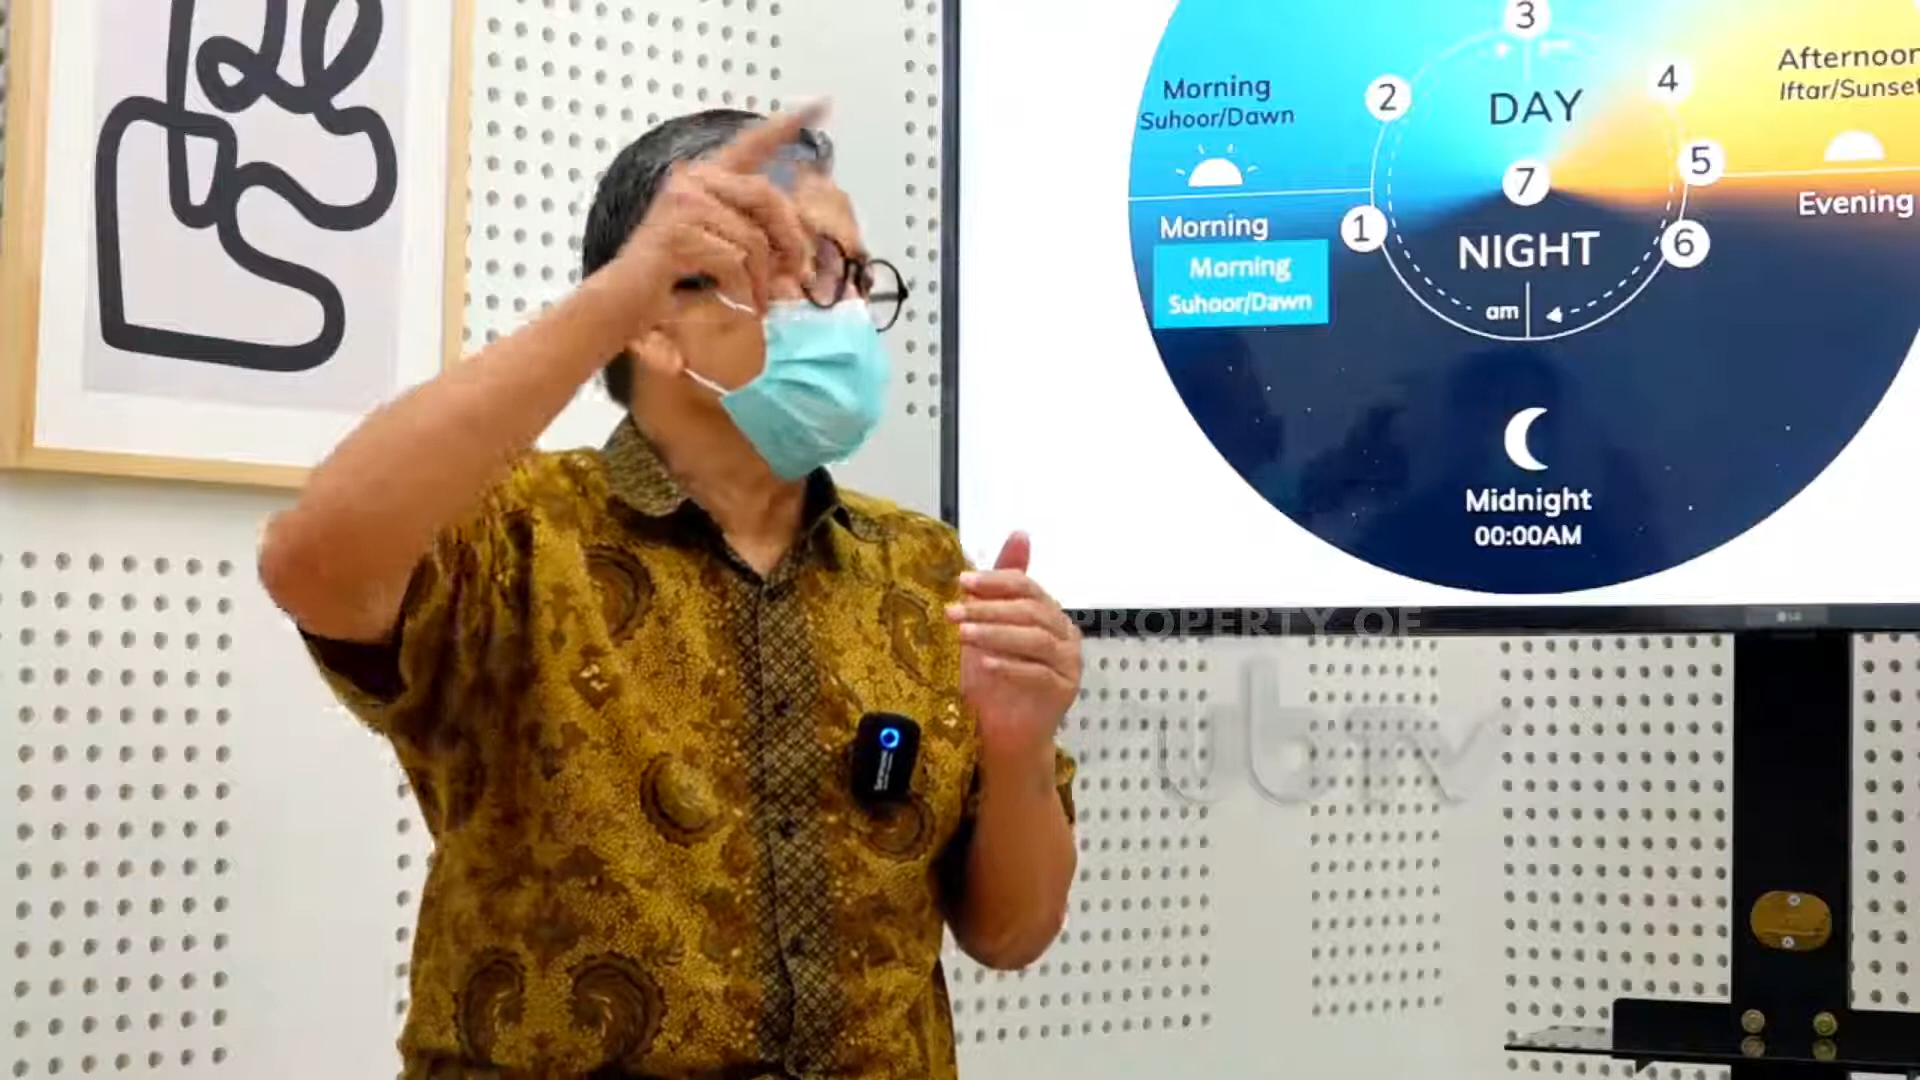 3
Morning
Suhoor/Dawn
2
DAY
4
Afternoon
Iftar/Sunset
7
5
Evening
Morning
Morning
Suhoor/Dawn
1
NIGHT
6
am
Midnight
00:00AM
PROPERTY OF
ubtv
LG